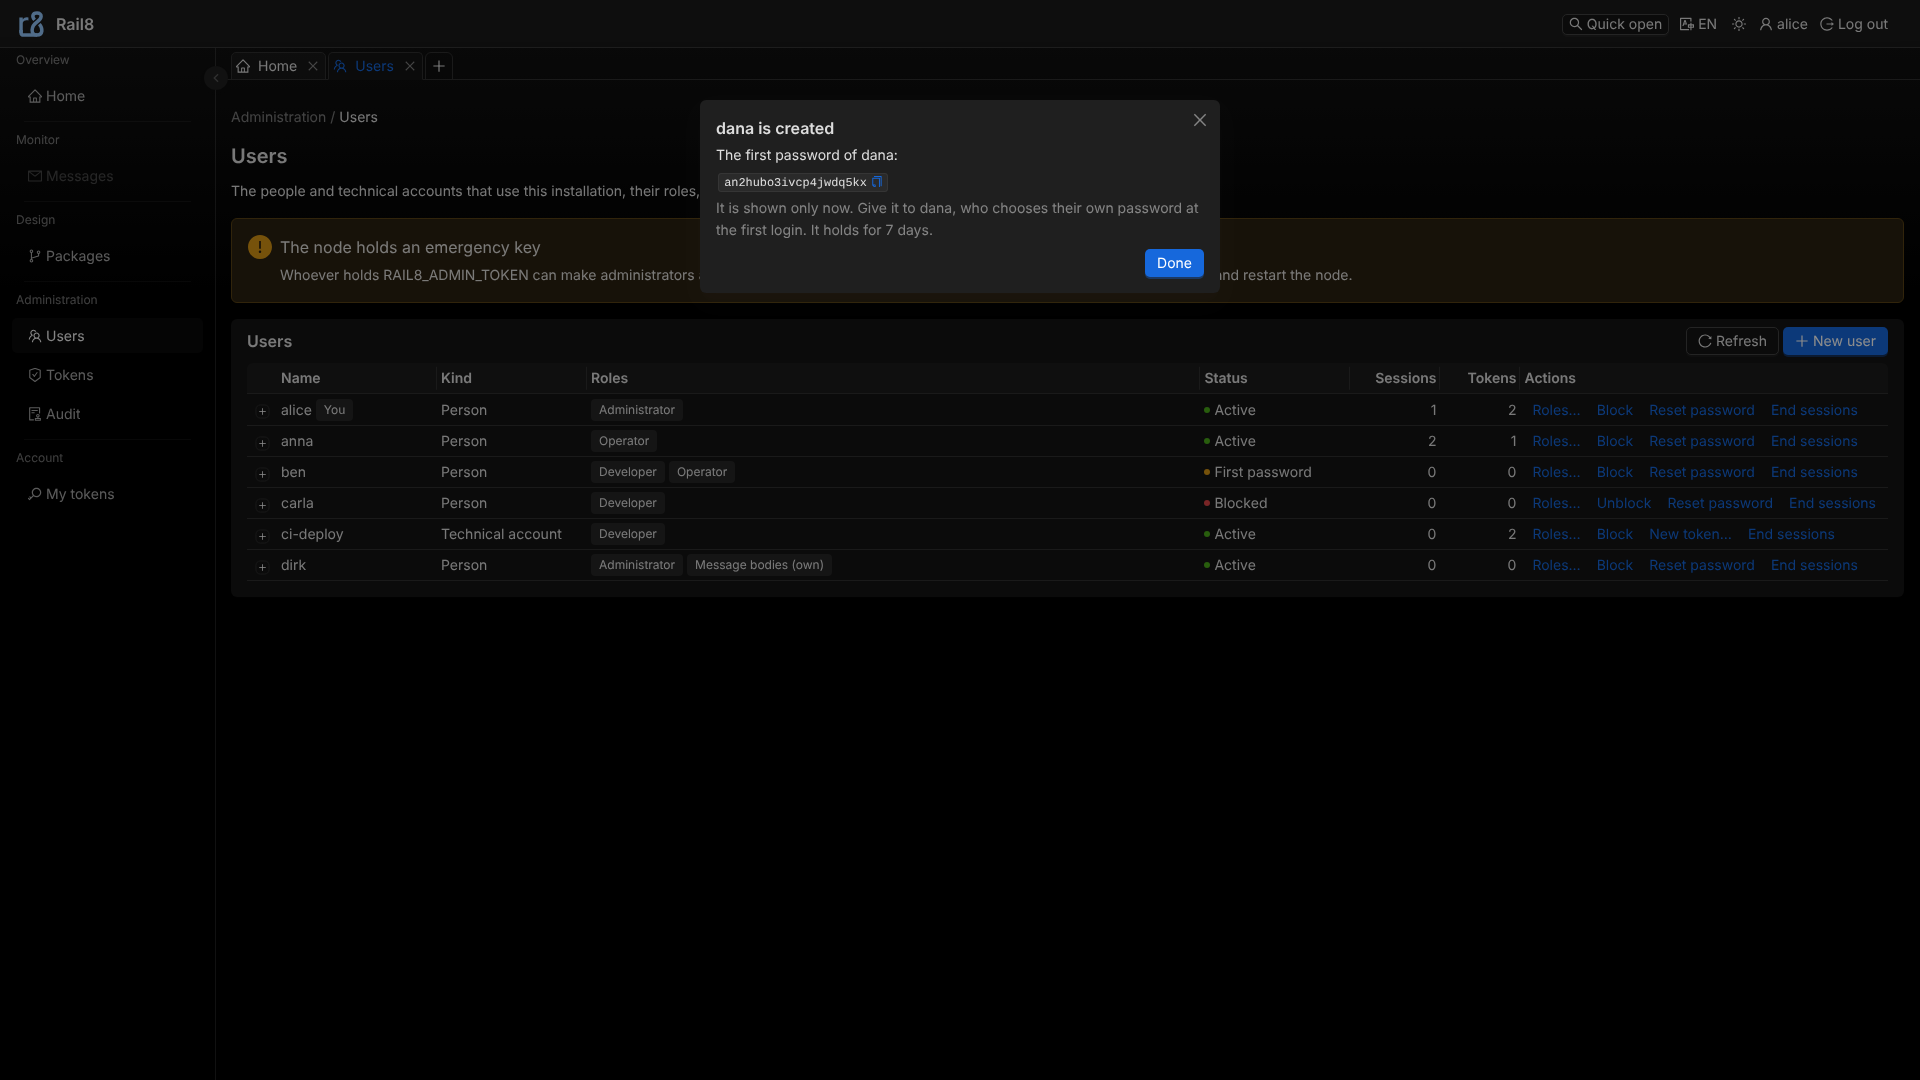 Rail8
Quick open EN alice Log out
Overview
Home
Monitor
Messages
Design
Packages
Administration
Users
Tokens
Audit
Account
My tokens
Home Users
Administration / Users
Users
The people and technical accounts that use this installation, their roles,
The node holds an emergency key
Whoever holds RAIL8_ADMIN_TOKEN can make administrators and restart the node.
dana is created
The first password of dana:
an2hubo3ivcp4jwdq5kx
It is shown only now. Give it to dana, who chooses their own password at
the first login. It holds for 7 days.
Done
Users Refresh New user
Name Kind Roles Status Sessions Tokens Actions
alice You Person Administrator Active 1 2 Roles... Block Reset password End sessions
anna Person Operator Active 2 1 Roles... Block Reset password End sessions
ben Person Developer Operator First password 0 0 Roles... Block Reset password End sessions
carla Person Developer Blocked 0 0 Roles... Unblock Reset password End sessions
ci-deploy Technical account Developer Active 0 2 Roles... Block New token... End sessions
dirk Person Administrator Message bodies (own) Active 0 0 Roles... Block Reset password End sessions